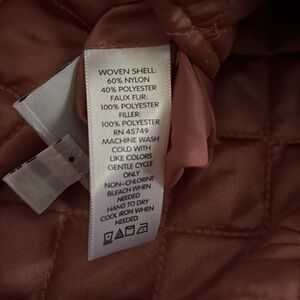 WOVEN SHELL:
60% NYLON
40% POLYESTER
FAUX FUR:
100% POLYESTER
FILLER:
100% POLYESTER
RN 45749
MACHINE WASH
COLD WITH
LIKE COLORS
GENTLE CYCLE
ONLY
NON-CHLORINE
BLEACH WHEN
NEEDED
HANG TO DRY
COOL IRON WHEN
NEEDED